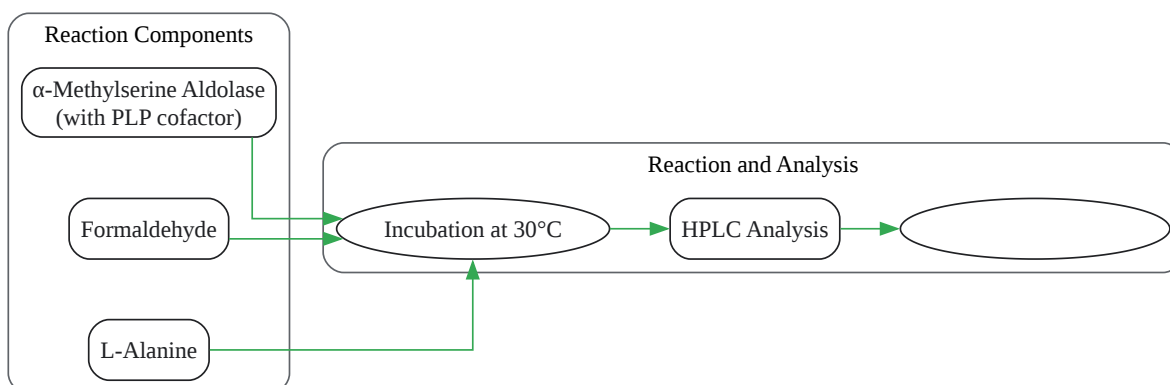 Reaction Components
α-Methylserine Aldolase
(with PLP cofactor)
Formaldehyde
L-Alanine
Reaction and Analysis
Incubation at 30°C
HPLC Analysis